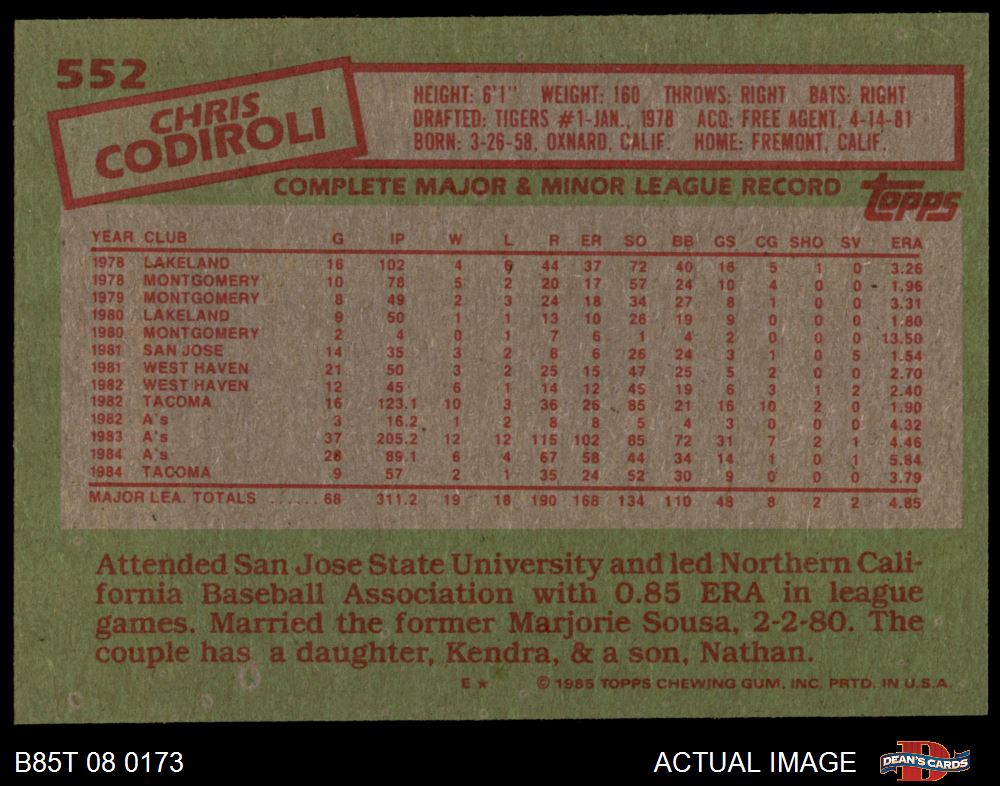 552
CHRIS
CODIROLI
HEIGHT: 6'1" WEIGHT: 160 THROWS: RIGHT BATS: RIGHT
DRAFTED: TIGERS #1-JAN., 1978 ACQ: FREE AGENT, 4-14-81
BORN: 3-26-58, OXNARD, CALIF. HOME: FREMONT, CALIF.
COMPLETE MAJOR & MINOR LEAGUE RECORD
topps
YEAR CLUB G IP W L R ER SO BB GS CG SHO SV ERA
1978 LAKELAND 16 102 4 6 44 37 72 40 16 5 1 0 3.26
1978 MONTGOMERY 10 78 5 2 20 17 57 24 10 4 0 0 1.96
1979 MONTGOMERY 8 49 2 3 24 18 34 27 8 1 0 0 3.31
1980 LAKELAND 9 50 1 1 13 10 26 19 9 0 0 0 1.80
1980 MONTGOMERY 2 4 0 1 7 6 1 4 2 0 0 0 13.50
1981 SAN JOSE 14 35 3 2 8 6 26 24 3 1 0 5 1.54
1981 WEST HAVEN 21 50 3 2 25 15 47 25 5 2 0 0 2.70
1982 WEST HAVEN 12 45 6 1 14 12 45 19 6 3 1 2 2.40
1982 TACOMA 16 123.1 10 3 36 26 85 21 16 10 2 0 1.90
1982 A's 3 16.2 1 2 8 8 5 4 3 0 0 0 4.32
1983 A's 37 205.2 12 12 115 102 85 72 31 7 2 1 4.46
1984 A's 28 89.1 6 4 67 58 44 34 14 1 0 1 5.84
1984 TACOMA 9 57 2 1 35 24 52 30 9 0 0 0 3.79
MAJOR LEA. TOTALS ....... 68 311.2 19 18 190 168 134 110 48 8 2 2 4.85
Attended San Jose State University and led Northern Cali-
fornia Baseball Association with 0.85 ERA in league
games. Married the former Marjorie Sousa, 2-2-80. The
couple has a daughter, Kendra, & a son, Nathan.
E ★ © 1985 TOPPS CHEWING GUM, INC. PRTD. IN U.S.A.
B85T 08 0173 ACTUAL IMAGE DEAN'S CARDS